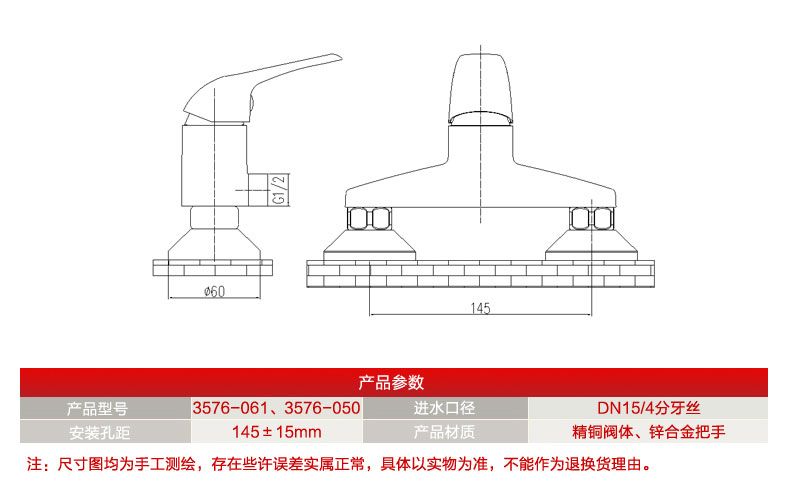 G1/2
ϕ60
145
产品参数
产品型号 3576-061、3576-050 进水口径 DN15/4分牙丝
安装孔距 145±15mm 产品材质 精铜阀体、锌合金把手
注：尺寸图均为手工测绘，存在些许误差实属正常，具体以实物为准，不能作为退换货理由。